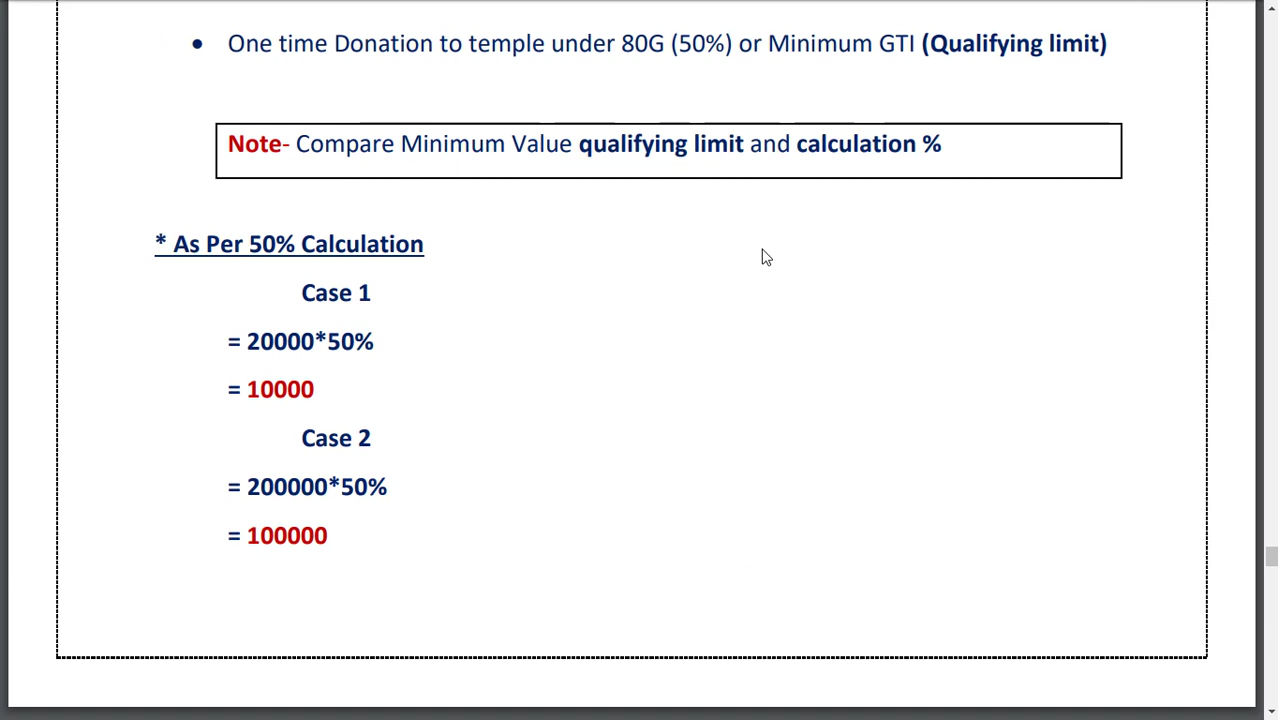 • One time Donation to temple under 80G (50%) or Minimum GTI (Qualifying limit)
Note- Compare Minimum Value qualifying limit and calculation %
* As Per 50% Calculation
Case 1
= 20000*50%
= 10000
Case 2
= 200000*50%
= 100000